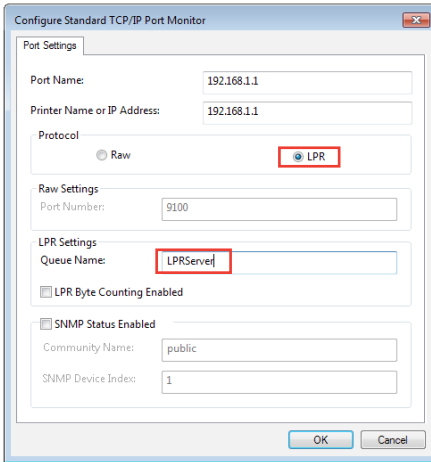 Configure Standard TCP/IP Port Monitor
Port Settings
Port Name: 192.168.1.1
Printer Name or IP Address: 192.168.1.1
Protocol
Raw LPR
Raw Settings
Port Number: 9100
LPR Settings
Queue Name: LPRServer
LPR Byte Counting Enabled
SNMP Status Enabled
Community Name: public
SNMP Device Index: 1
OK Cancel